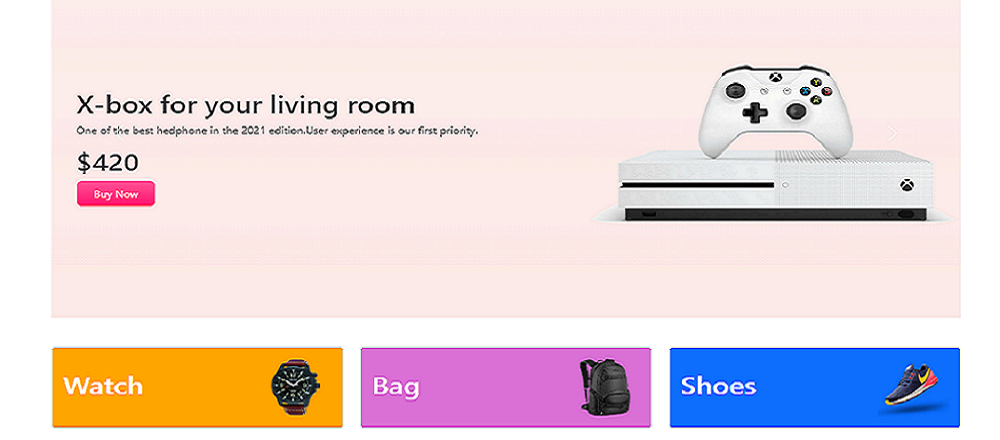 X-box for your living room
One of the best hedphone in the 2021 edition.User experience is our first priority.
$420
Buy Now
Watch
Bag
Shoes